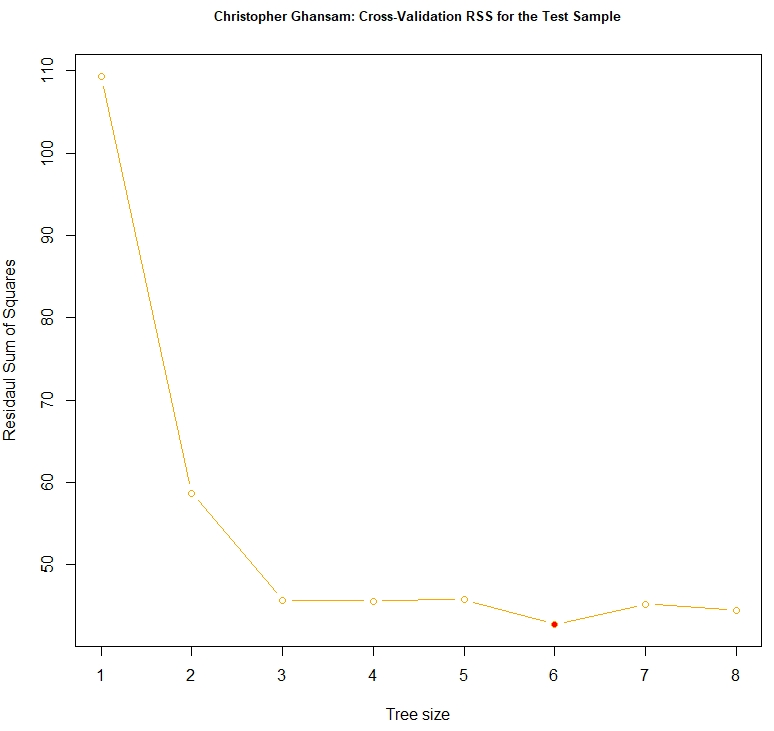 Christopher Ghansam: Cross-Validation RSS for the Test Sample
110
100
90
80
70
60
50
Residaul Sum of Squares
1 2 3 4 5 6 7 8
Tree size